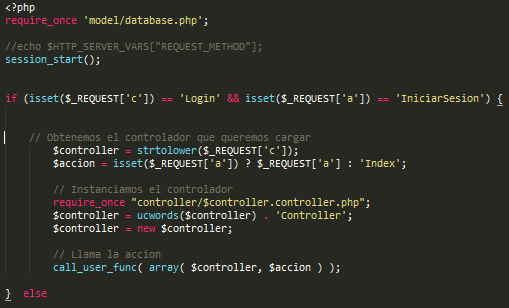 <?php
require_once 'model/database.php';
//echo $HTTP_SERVER_VARS["REQUEST_METHOD"];
session_start();
if (isset($_REQUEST['c']) == 'Login' && isset($_REQUEST['a']) == 'IniciarSesion') {
// Obtenemos el controlador que queremos cargar
$controller = strtolower($_REQUEST['c']);
$accion = isset($_REQUEST['a']) ? $_REQUEST['a'] : 'Index';
// Instanciamos el controlador
require_once "controller/$controller.controller.php";
$controller = ucwords($controller) . 'Controller';
$controller = new $controller;
// Llama la accion
call_user_func( array( $controller, $accion ) );
} else